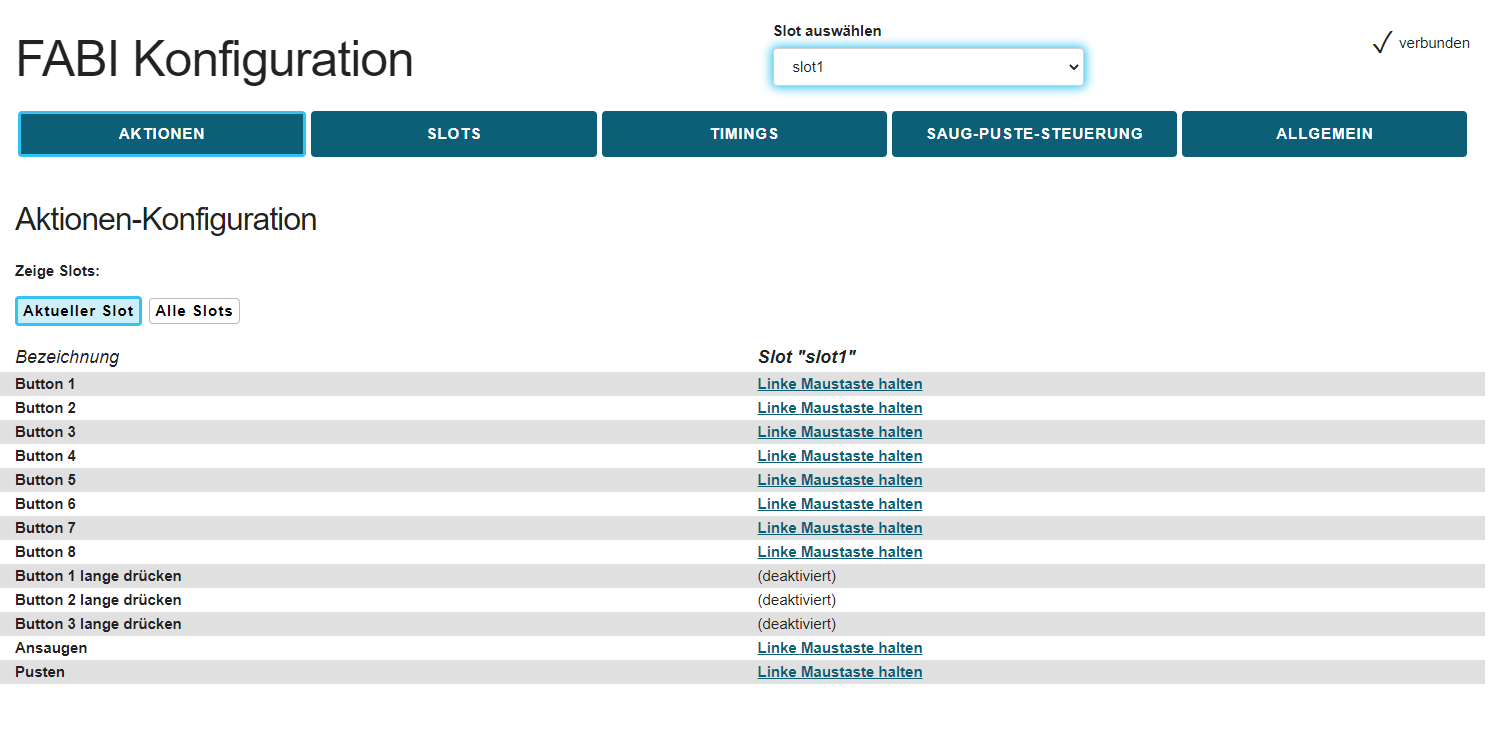 FABI Konfiguration
Slot auswählen
slot1
verbunden
AKTIONEN SLOTS TIMINGS SAUG-PUSTE-STEUERUNG ALLGEMEIN
Aktionen-Konfiguration
Zeige Slots:
Aktueller Slot Alle Slots
Bezeichnung Slot "slot1"
Button 1 Linke Maustaste halten
Button 2 Linke Maustaste halten
Button 3 Linke Maustaste halten
Button 4 Linke Maustaste halten
Button 5 Linke Maustaste halten
Button 6 Linke Maustaste halten
Button 7 Linke Maustaste halten
Button 8 Linke Maustaste halten
Button 1 lange drücken (deaktiviert)
Button 2 lange drücken (deaktiviert)
Button 3 lange drücken (deaktiviert)
Ansaugen Linke Maustaste halten
Pusten Linke Maustaste halten